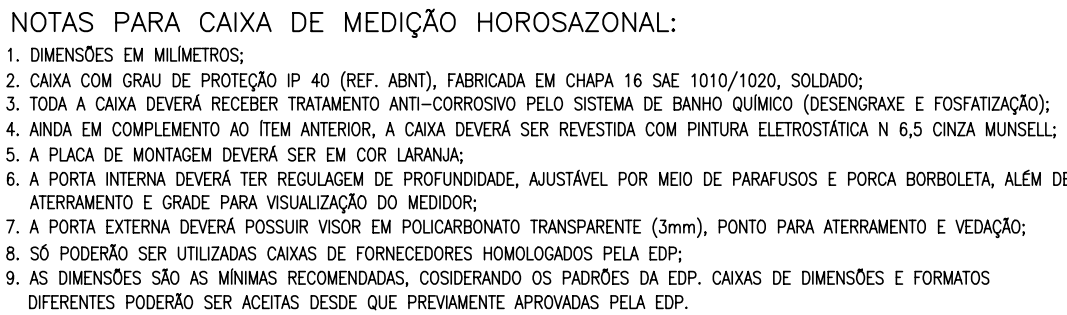 NOTAS PARA CAIXA DE MEDIÇÃO HOROSAZONAL:
1. DIMENSÕES EM MILÍMETROS;
2. CAIXA COM GRAU DE PROTEÇÃO IP 40 (REF. ABNT), FABRICADA EM CHAPA 16 SAE 1010/1020, SOLDADO;
3. TODA A CAIXA DEVERÁ RECEBER TRATAMENTO ANTI-CORROSIVO PELO SISTEMA DE BANHO QUÍMICO (DESENGRAXE E FOSFATIZAÇÃO);
4. AINDA EM COMPLEMENTO AO ÍTEM ANTERIOR, A CAIXA DEVERÁ SER REVESTIDA COM PINTURA ELETROSTÁTICA N 6,5 CINZA MUNSELL;
5. A PLACA DE MONTAGEM DEVERÁ SER EM COR LARANJA;
6. A PORTA INTERNA DEVERÁ TER REGULAGEM DE PROFUNDIDADE, AJUSTÁVEL POR MEIO DE PARAFUSOS E PORCA BORBOLETA, ALÉM DE
ATERRAMENTO E GRADE PARA VISUALIZAÇÃO DO MEDIDOR;
7. A PORTA EXTERNA DEVERÁ POSSUIR VISOR EM POLICARBONATO TRANSPARENTE (3mm), PONTO PARA ATERRAMENTO E VEDAÇÃO;
8. SÓ PODERÃO SER UTILIZADAS CAIXAS DE FORNECEDORES HOMOLOGADOS PELA EDP;
9. AS DIMENSÕES SÃO AS MÍNIMAS RECOMENDADAS, COSIDERANDO OS PADRÕES DA EDP. CAIXAS DE DIMENSÕES E FORMATOS
DIFERENTES PODERÃO SER ACEITAS DESDE QUE PREVIAMENTE APROVADAS PELA EDP.